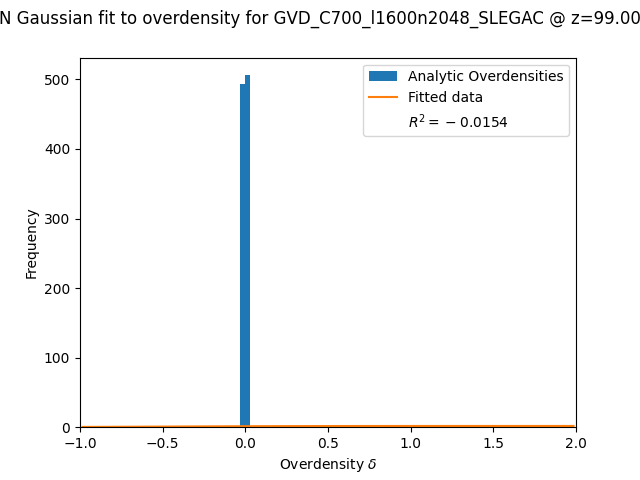 N Gaussian fit to overdensity for GVD_C700_l1600n2048_SLEGAC @ z=99.00
Analytic Overdensities
Fitted data
R² = − 0.0154
500
400
300
200
100
0
Frequency
−1.0 −0.5 0.0 0.5 1.0 1.5 2.0
Overdensity δ